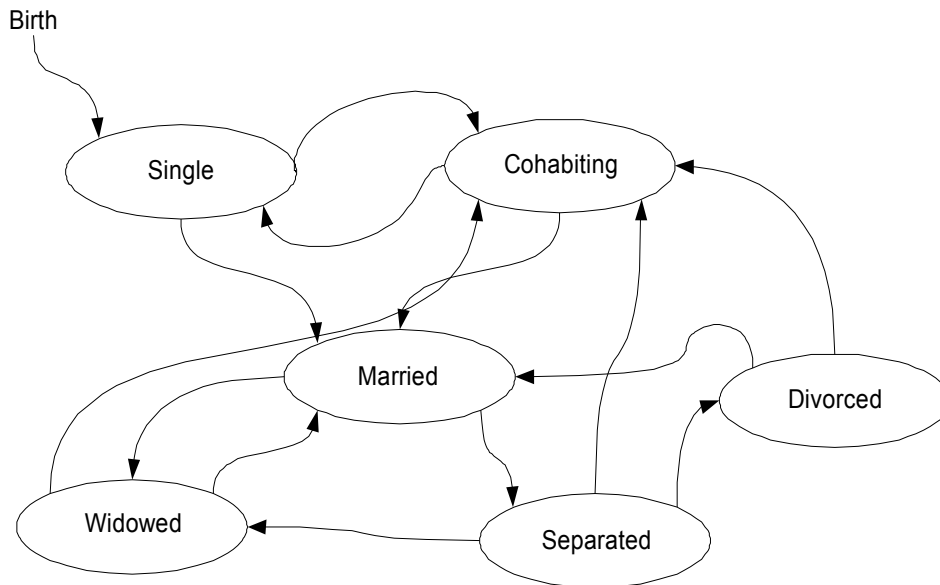 Birth
Single
Cohabiting
Married
Divorced
Widowed
Separated